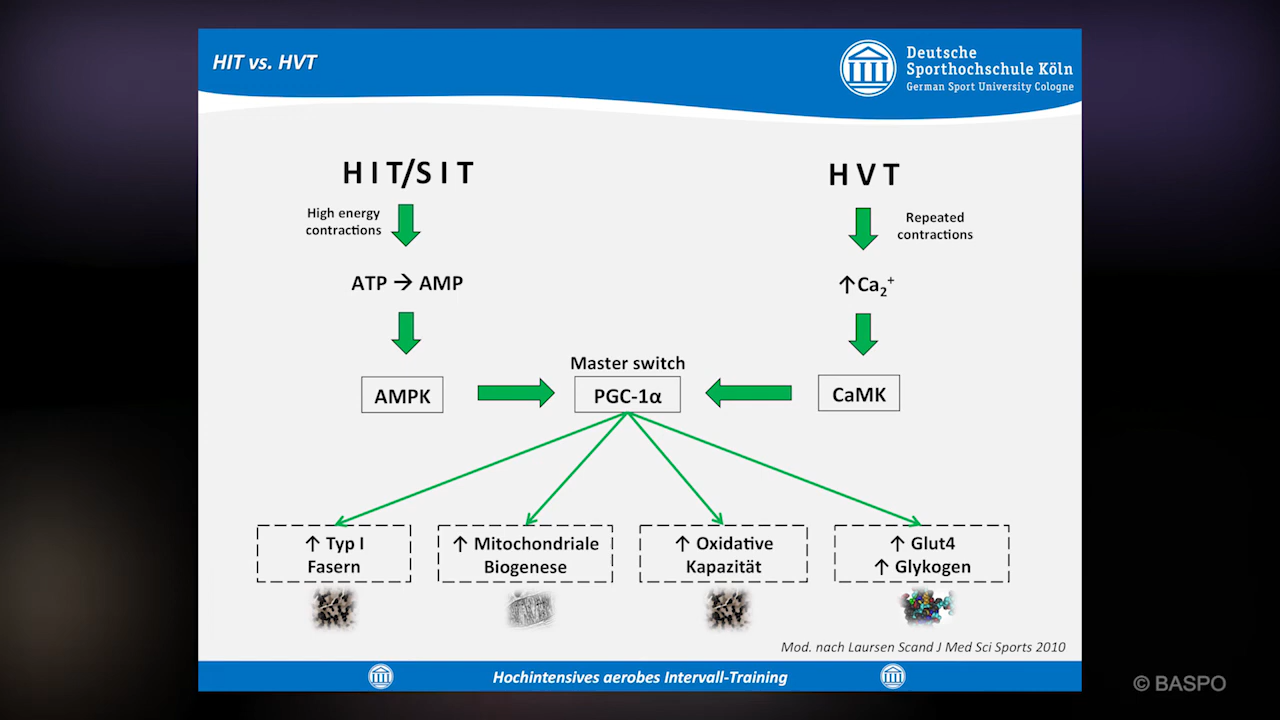 HIT vs. HVT
Deutsche
Sporthochschule Köln
German Sport University Cologne
H I T/S I T
H V T
High energy
contractions
Repeated
contractions
ATP → AMP
↑Ca₂⁺
Master switch
AMPK
PGC-1α
CaMK
↑ Typ I
Fasern
↑ Mitochondriale
Biogenese
↑ Oxidative
Kapazität
↑ Glut4
↑ Glykogen
Mod. nach Laursen Scand J Med Sci Sports 2010
Hochintensives aerobes Intervall-Training
© BASPO